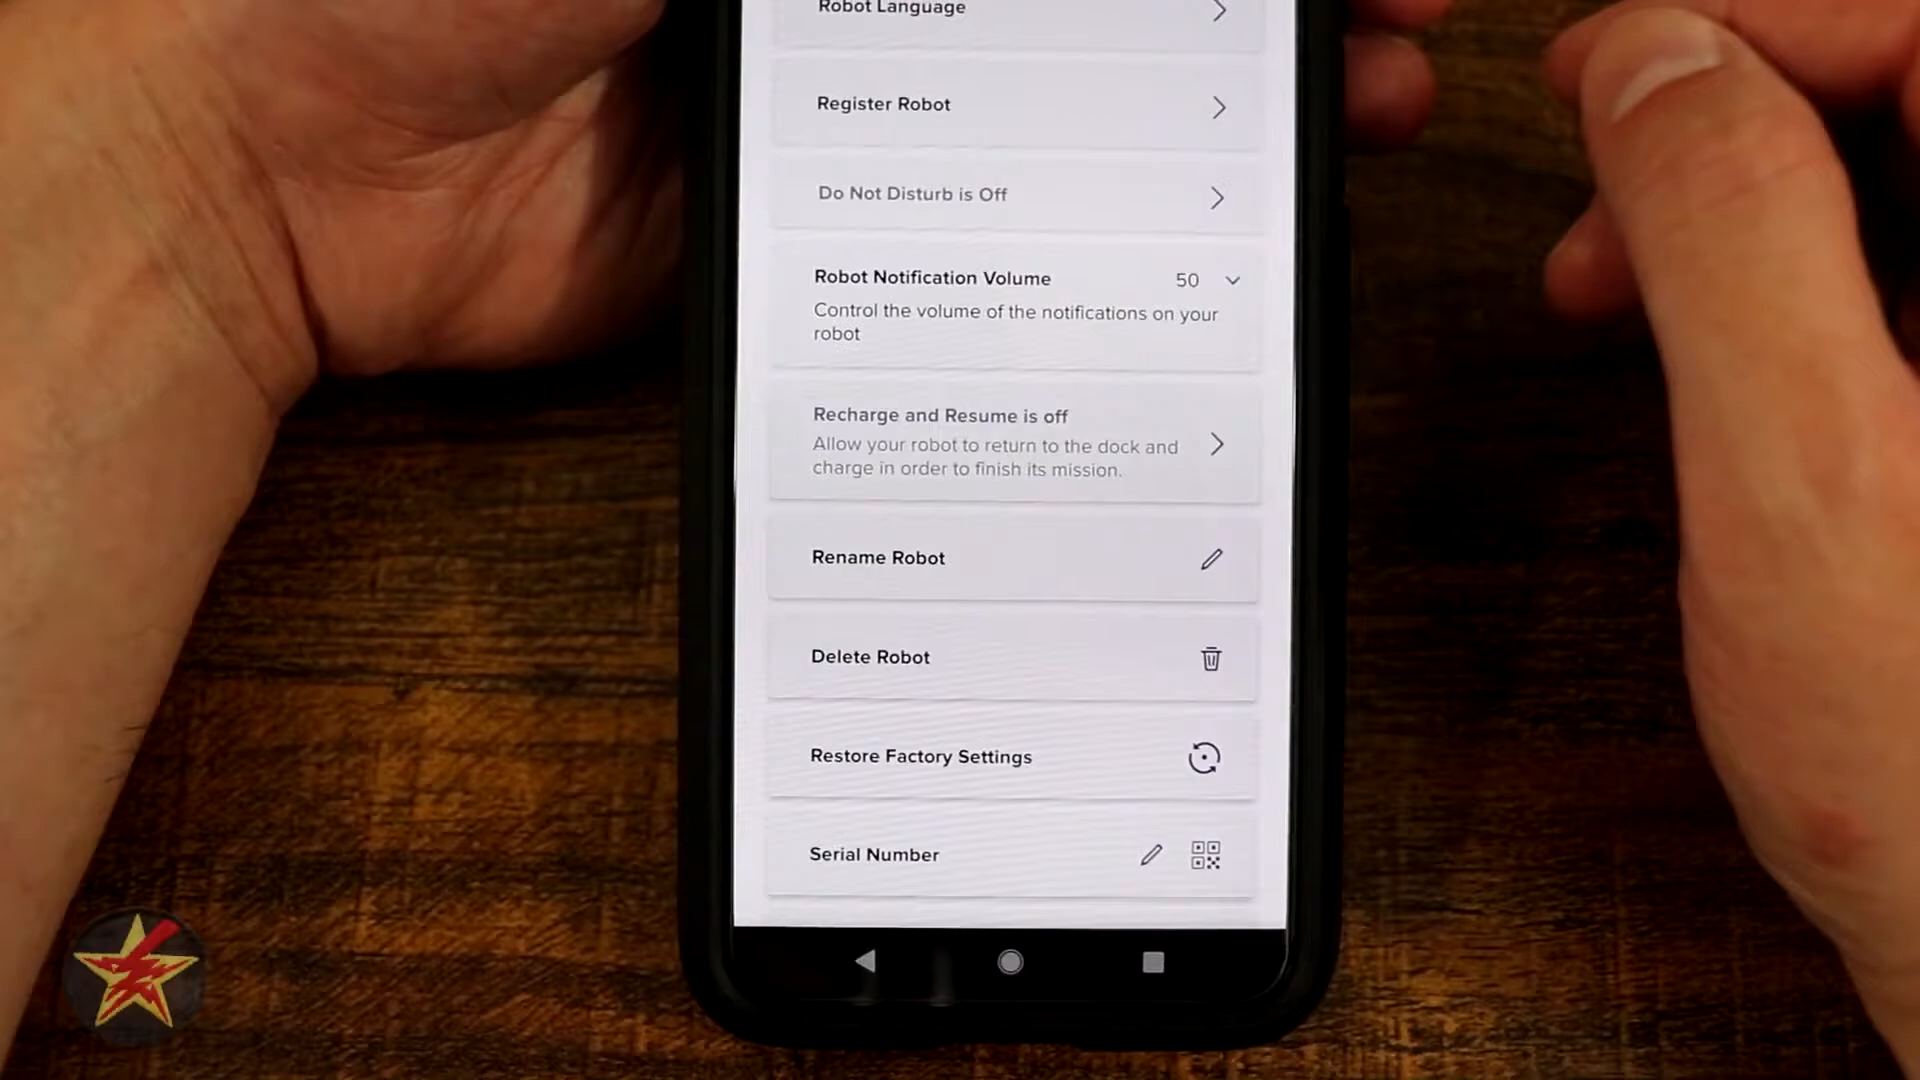 Robot Language
Register Robot
Do Not Disturb is Off
Robot Notification Volume 50
Control the volume of the notifications on your
robot
Recharge and Resume is off
Allow your robot to return to the dock and
charge in order to finish its mission.
Rename Robot
Delete Robot
Restore Factory Settings
Serial Number